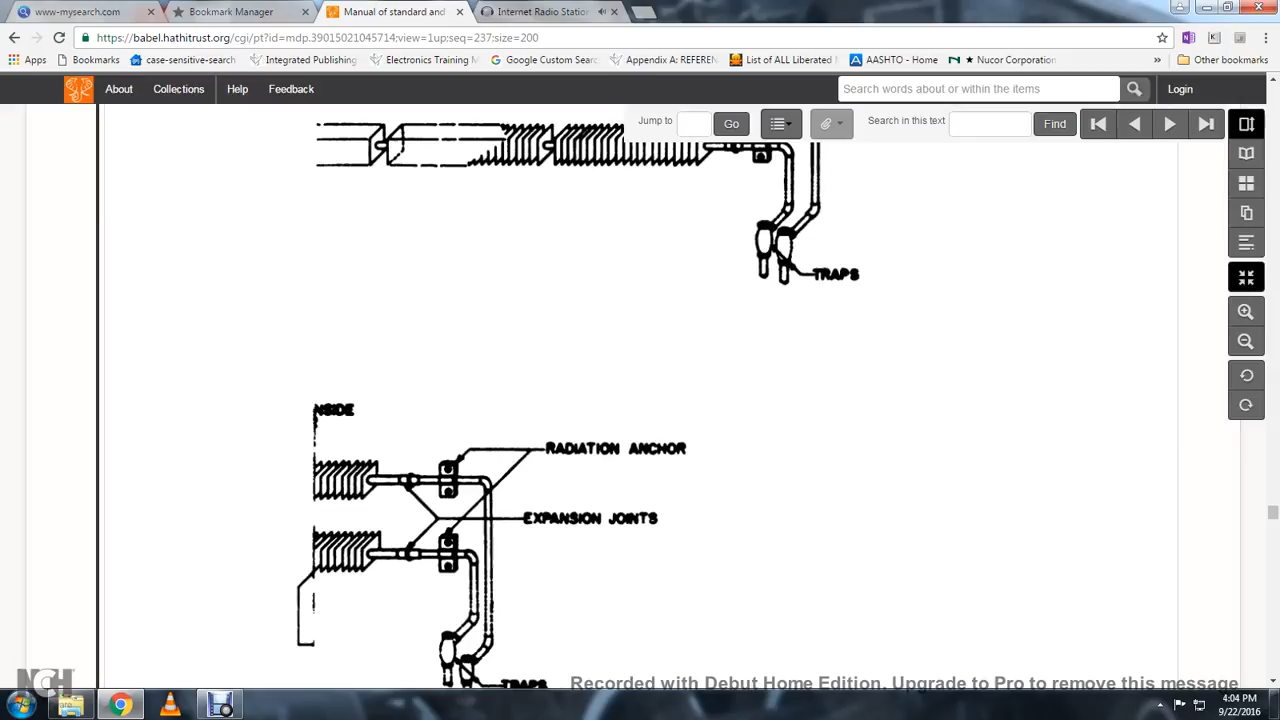 www-mysearch.com
Bookmark Manager
Manual of standard and
Internet Radio Station
https://babel.hathitrust.org/cgi/pt?id=mdp.39015021045714;view=1up;seq=237;size=200
Apps
Bookmarks
case-sensitive-search
Integrated Publishing
Electronics Training
Google Custom Sear
Appendix A: REFEREN
List of ALL Liberated
AASHTO - Home
Nucor Corporation
»
Other bookmarks
About
Collections
Help
Feedback
Search words about or within the items
Login
Jump to
Go
Search in this text
Find
TRAPS
NSIDE
RADIATION ANCHOR
EXPANSION JOINTS
TRAPS
NCH
Recorded with Debut Home Edition. Upgrade to Pro to remove this message
4:04 PM
9/22/2016